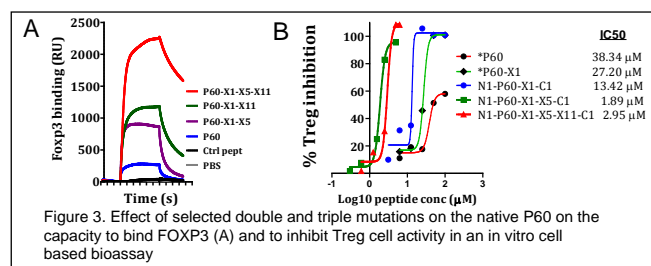 A
Foxp3 binding (RU)
2500
2000
1500
1000
500
0
Time (s)
P60-X1-X5-X11
P60-X1-X11
P60-X1-X5
P60
Ctrl pept
PBS
B
% Treg inhibition
100
80
60
40
20
0
-1
0
1
2
3
Log10 peptide conc (μM)
IC50
*P60 38.34 μM
*P60-X1 27.20 μM
N1-P60-X1-C1 13.42 μM
N1-P60-X1-X5-C1 1.89 μM
N1-P60-X1-X5-X11-C1 2.95 μM
Figure 3. Effect of selected double and triple mutations on the native P60 on the
capacity to bind FOXP3 (A) and to inhibit Treg cell activity in an in vitro cell
based bioassay